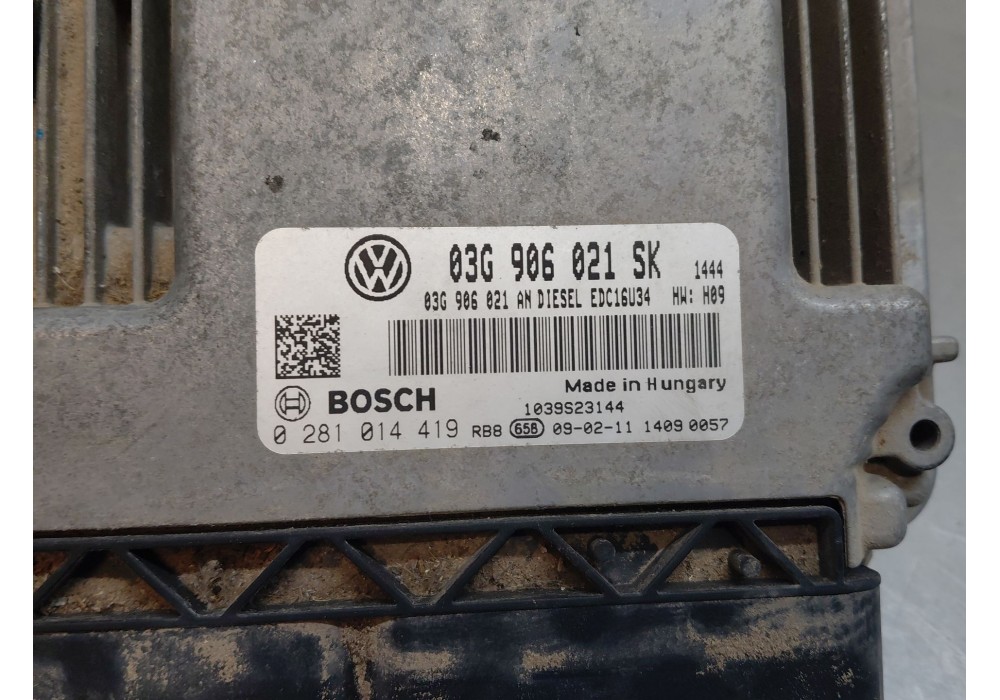 03G 906 021 SK 1444
03G 906 021 AN DIESEL EDC16U34 HW: H09
Made in Hungary
BOSCH
1039S23144
0 281 014 419 RB8 65B 09-02-11 1409 0057